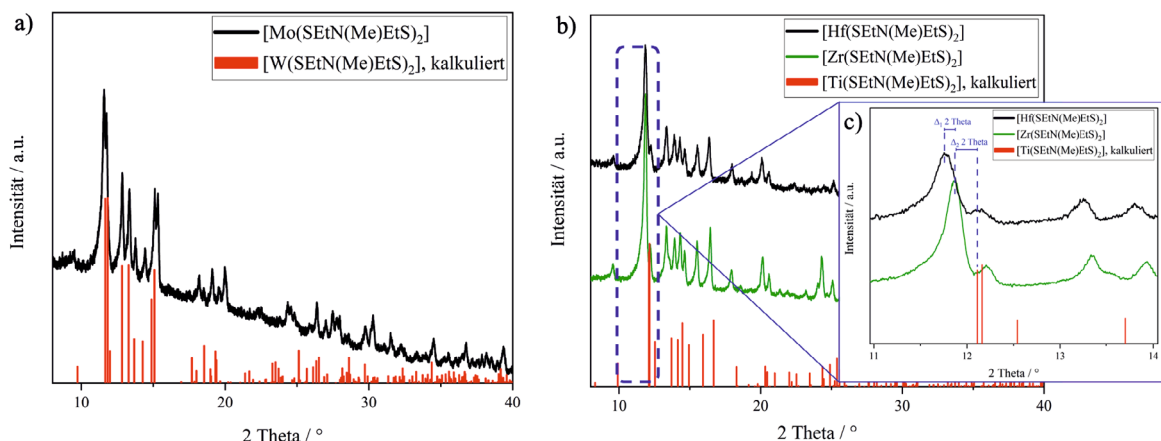 a)
[Mo(SEtN(Me)EtS)₂]
[W(SEtN(Me)EtS)₂], kalkuliert
Intensität / a.u.
10
20
30
40
2 Theta / °
b)
[Hf(SEtN(Me)EtS)₂]
[Zr(SEtN(Me)EtS)₂]
[Ti(SEtN(Me)EtS)₂], kalkuliert
Intensität / a.u.
10
15
20
25
30
35
40
2 Theta / °
c)
[Hf(SEtN(Me)EtS)₂]
[Zr(SEtN(Me)EtS)₂]
[Ti(SEtN(Me)EtS)₂], kalkuliert
Δ₁ 2 Theta
Δ₂ 2 Theta
Intensität / a.u.
11
12
13
14
2 Theta / °